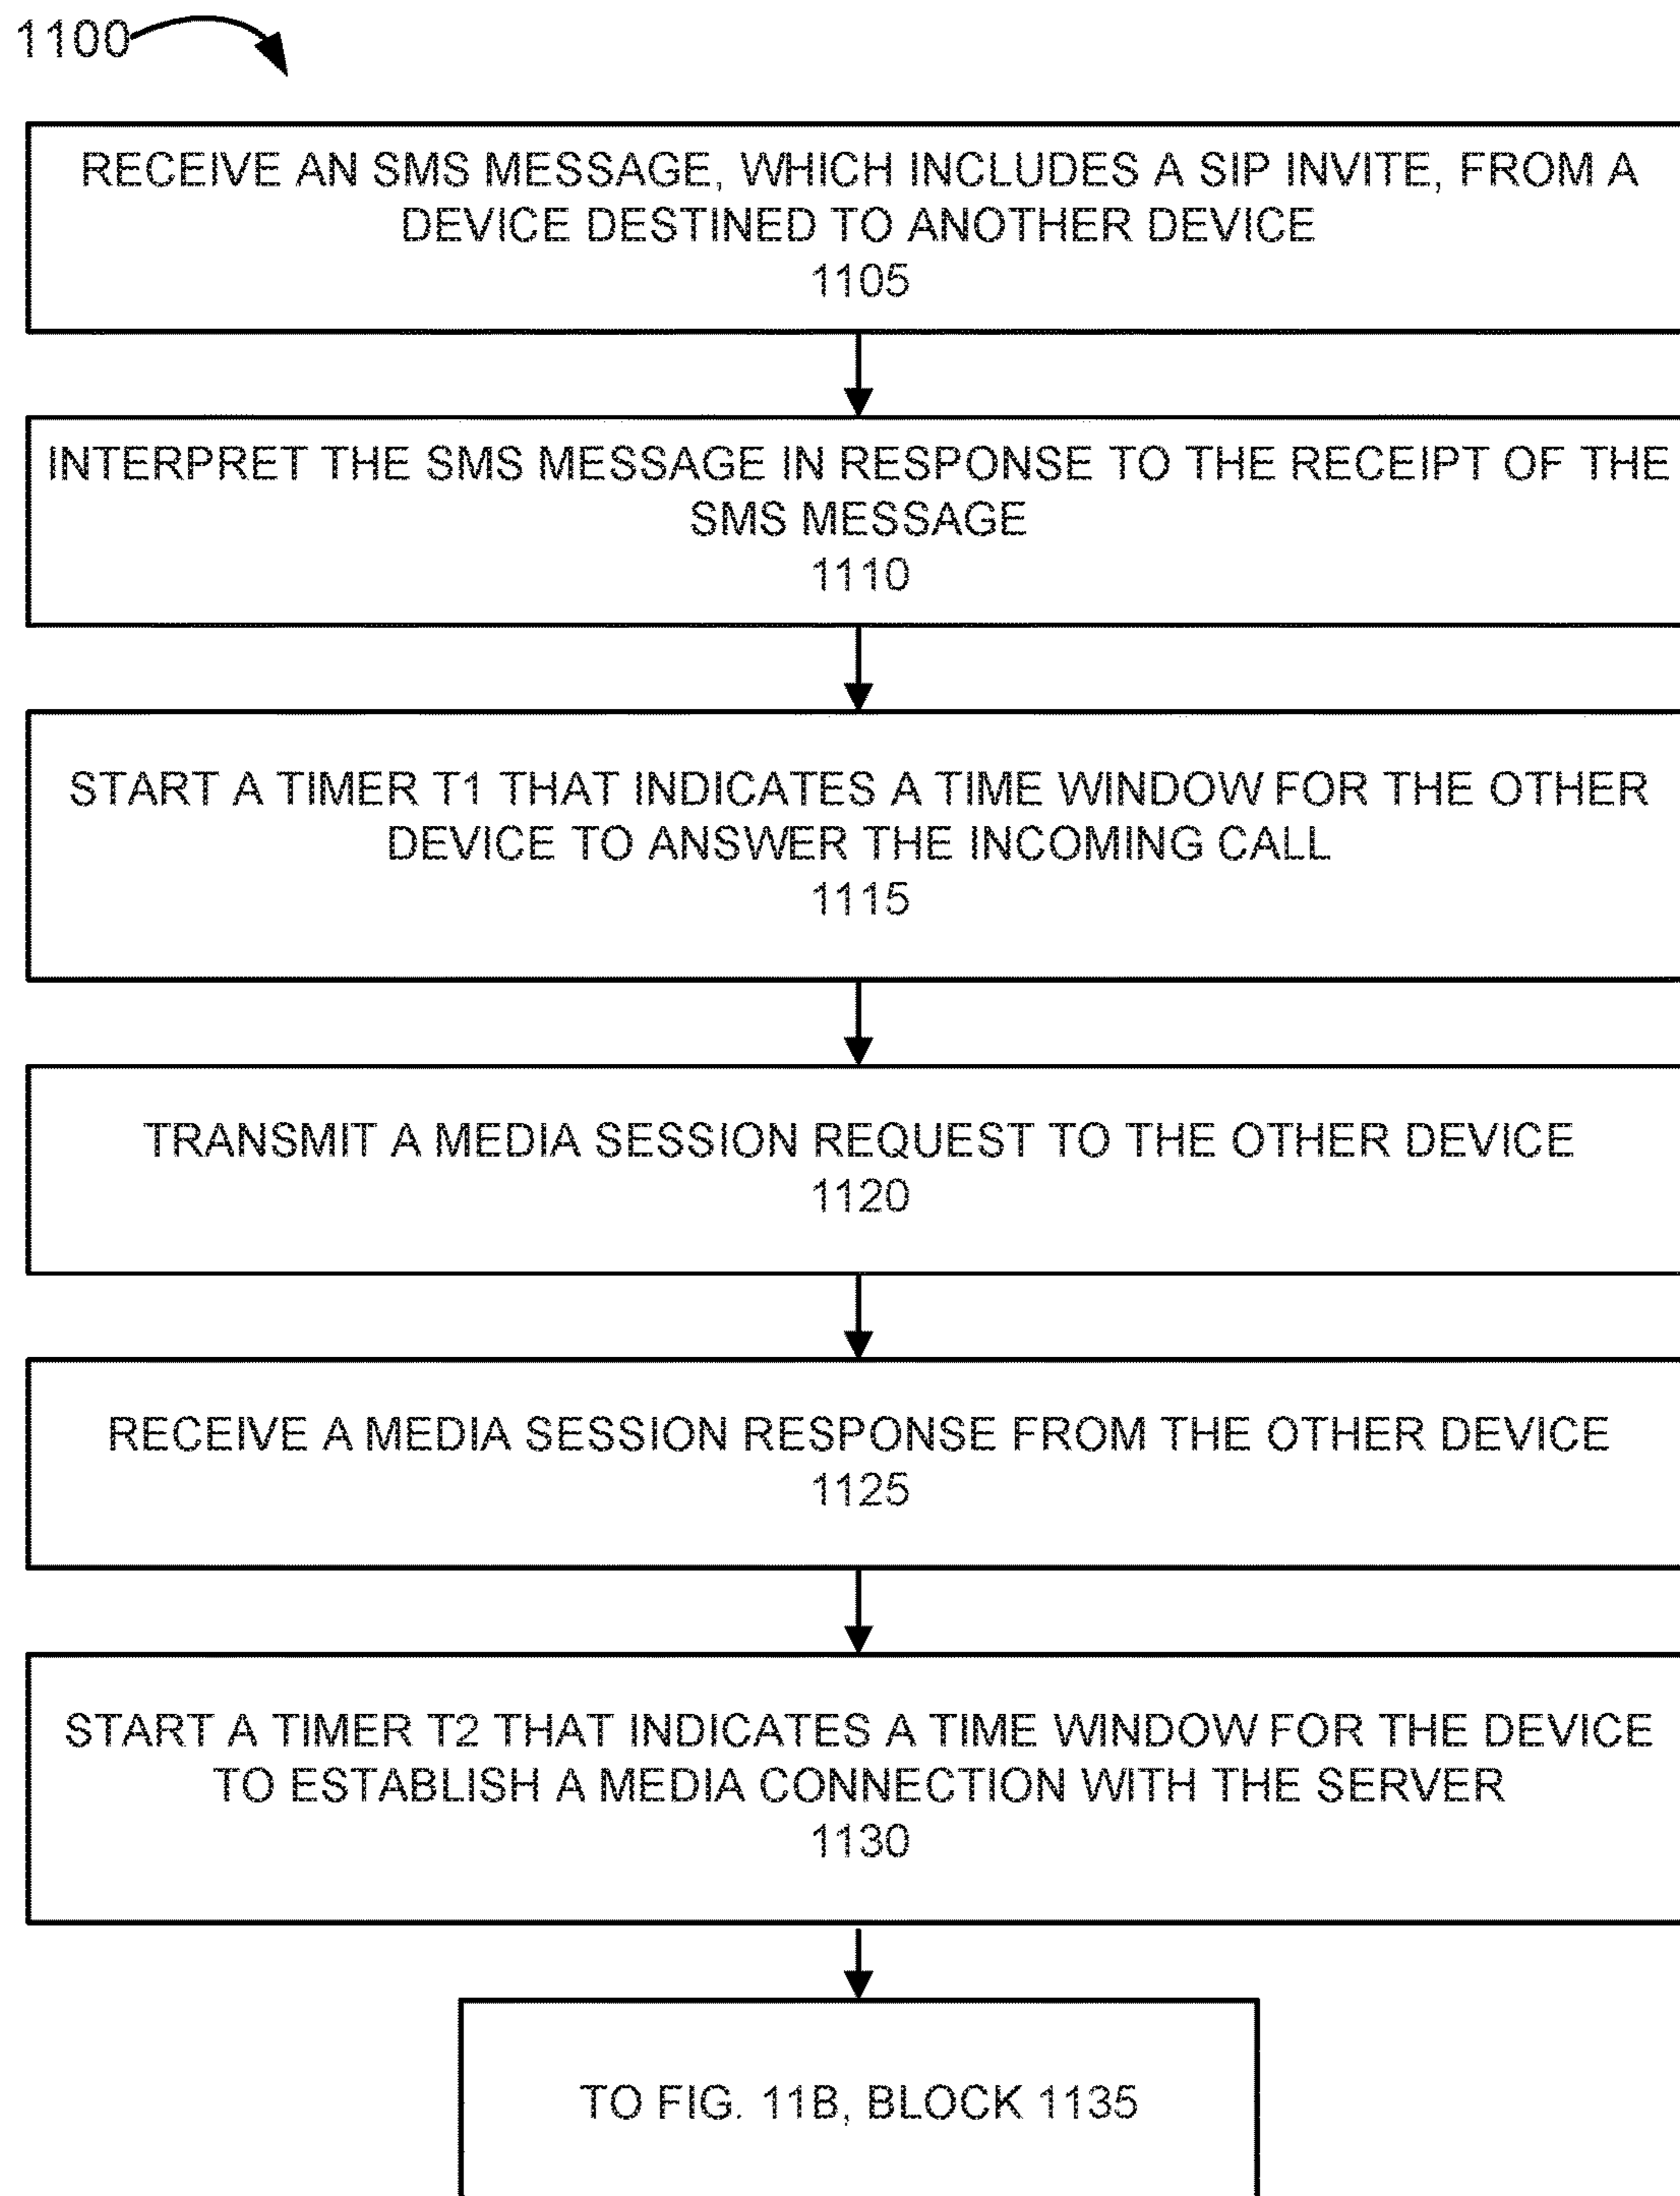 1100
RECEIVE AN SMS MESSAGE, WHICH INCLUDES A SIP INVITE, FROM A
DEVICE DESTINED TO ANOTHER DEVICE
1105
INTERPRET THE SMS MESSAGE IN RESPONSE TO THE RECEIPT OF THE
SMS MESSAGE
1110
START A TIMER T1 THAT INDICATES A TIME WINDOW FOR THE OTHER
DEVICE TO ANSWER THE INCOMING CALL
1115
TRANSMIT A MEDIA SESSION REQUEST TO THE OTHER DEVICE
1120
RECEIVE A MEDIA SESSION RESPONSE FROM THE OTHER DEVICE
1125
START A TIMER T2 THAT INDICATES A TIME WINDOW FOR THE DEVICE
TO ESTABLISH A MEDIA CONNECTION WITH THE SERVER
1130
TO FIG. 11B, BLOCK 1135